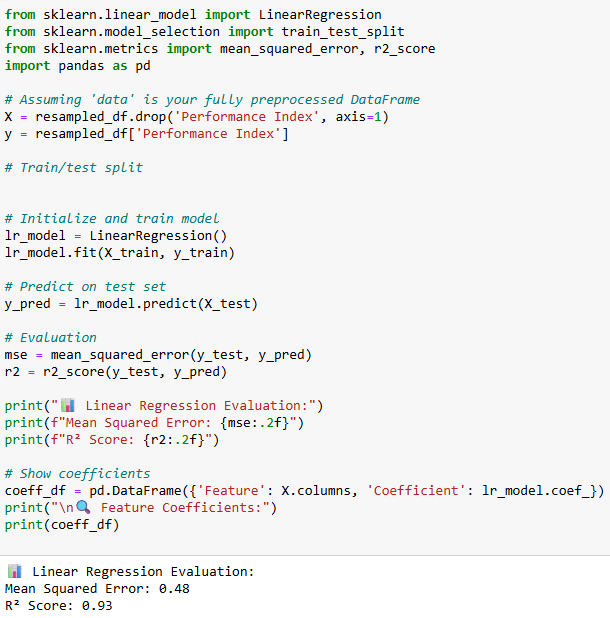 from sklearn.linear_model import LinearRegression
from sklearn.model_selection import train_test_split
from sklearn.metrics import mean_squared_error, r2_score
import pandas as pd
# Assuming 'data' is your fully preprocessed DataFrame
X = resampled_df.drop('Performance Index', axis=1)
y = resampled_df['Performance Index']
# Train/test split
# Initialize and train model
lr_model = LinearRegression()
lr_model.fit(X_train, y_train)
# Predict on test set
y_pred = lr_model.predict(X_test)
# Evaluation
mse = mean_squared_error(y_test, y_pred)
r2 = r2_score(y_test, y_pred)
print("📊 Linear Regression Evaluation:")
print(f"Mean Squared Error: {mse:.2f}")
print(f"R² Score: {r2:.2f}")
# Show coefficients
coeff_df = pd.DataFrame({'Feature': X.columns, 'Coefficient': lr_model.coef_})
print("\n🔍 Feature Coefficients:")
print(coeff_df)
📊 Linear Regression Evaluation:
Mean Squared Error: 0.48
R² Score: 0.93